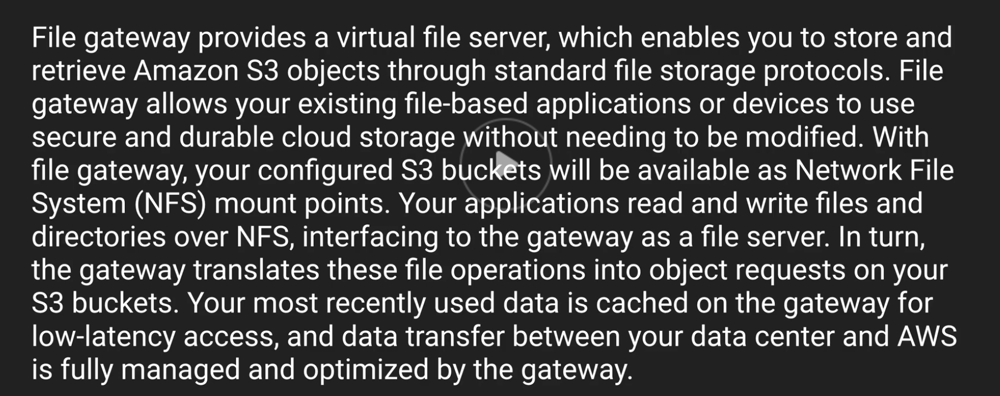 File gateway provides a virtual file server, which enables you to store and
retrieve Amazon S3 objects through standard file storage protocols. File
gateway allows your existing file-based applications or devices to use
secure and durable cloud storage without needing to be modified. With
file gateway, your configured S3 buckets will be available as Network File
System (NFS) mount points. Your applications read and write files and
directories over NFS, interfacing to the gateway as a file server. In turn,
the gateway translates these file operations into object requests on your
S3 buckets. Your most recently used data is cached on the gateway for
low-latency access, and data transfer between your data center and AWS
is fully managed and optimized by the gateway.